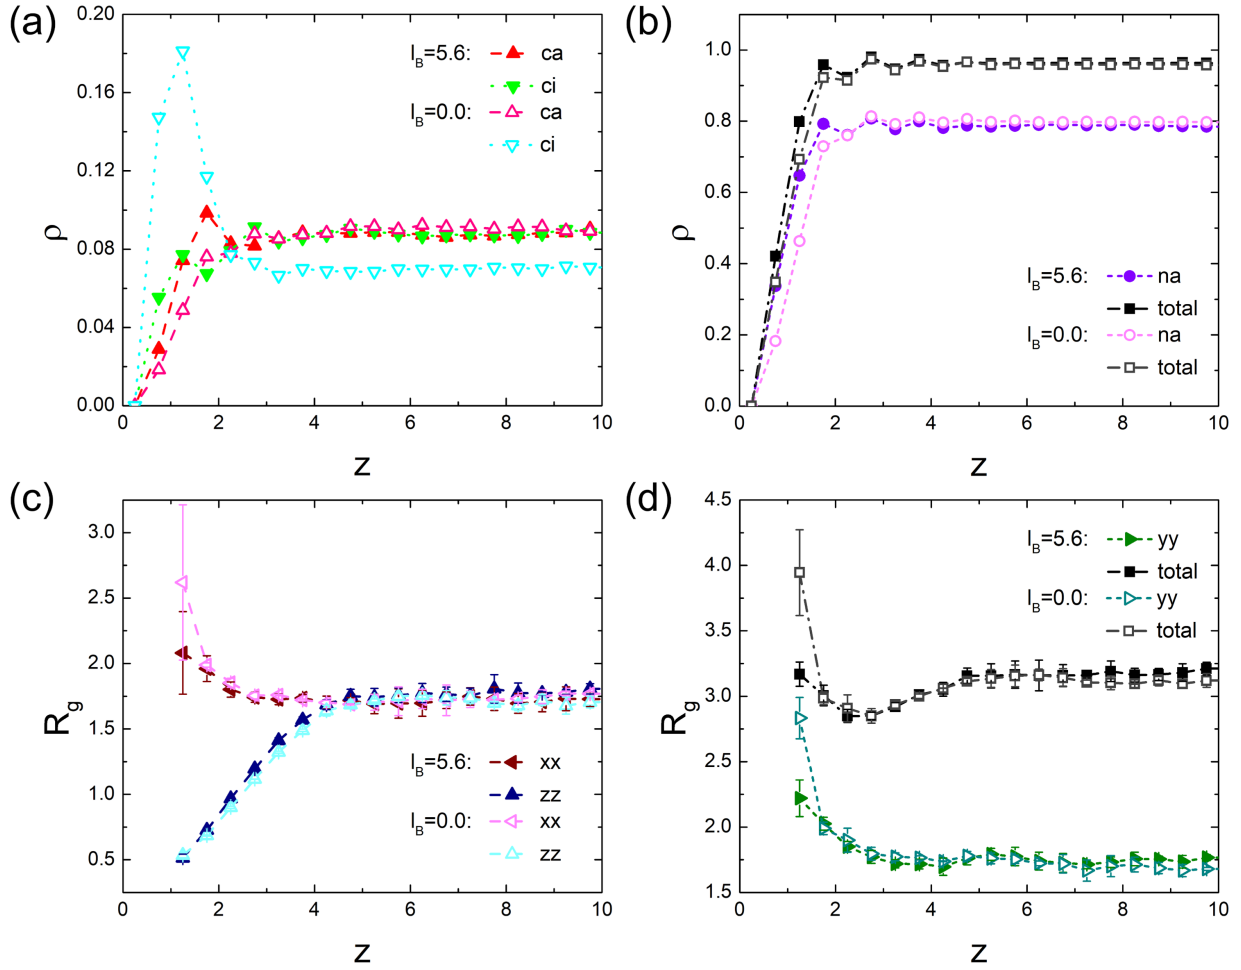 (a)
0.20
0.16
0.12
0.08
0.04
0.00
ρ
l_B=5.6: ca
ci
l_B=0.0: ca
ci
0 2 4 6 8 10
z
(b)
1.0
0.8
0.6
0.4
0.2
0.0
ρ
l_B=5.6: na
total
l_B=0.0: na
total
0 2 4 6 8 10
z
(c)
3.0
2.5
2.0
1.5
1.0
0.5
R_g
l_B=5.6: xx
zz
l_B=0.0: xx
zz
0 2 4 6 8 10
z
(d)
4.5
4.0
3.5
3.0
2.5
2.0
1.5
R_g
l_B=5.6: yy
total
l_B=0.0: yy
total
0 2 4 6 8 10
z